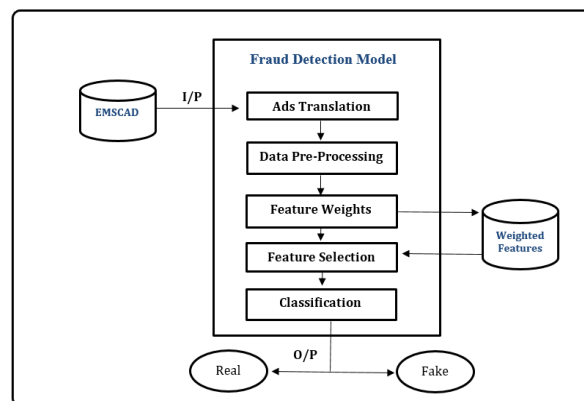 Fraud Detection Model
I/P
EMSCAD
Ads Translation
Data Pre-Processing
Feature Weights
Weighted
Features
Feature Selection
Classification
O/P
Real
Fake